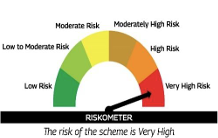 Moderate Risk
Moderately High Risk
Low to Moderate Risk
High Risk
Low Risk
Very High Risk
RISKOMETER
The risk of the scheme is Very High